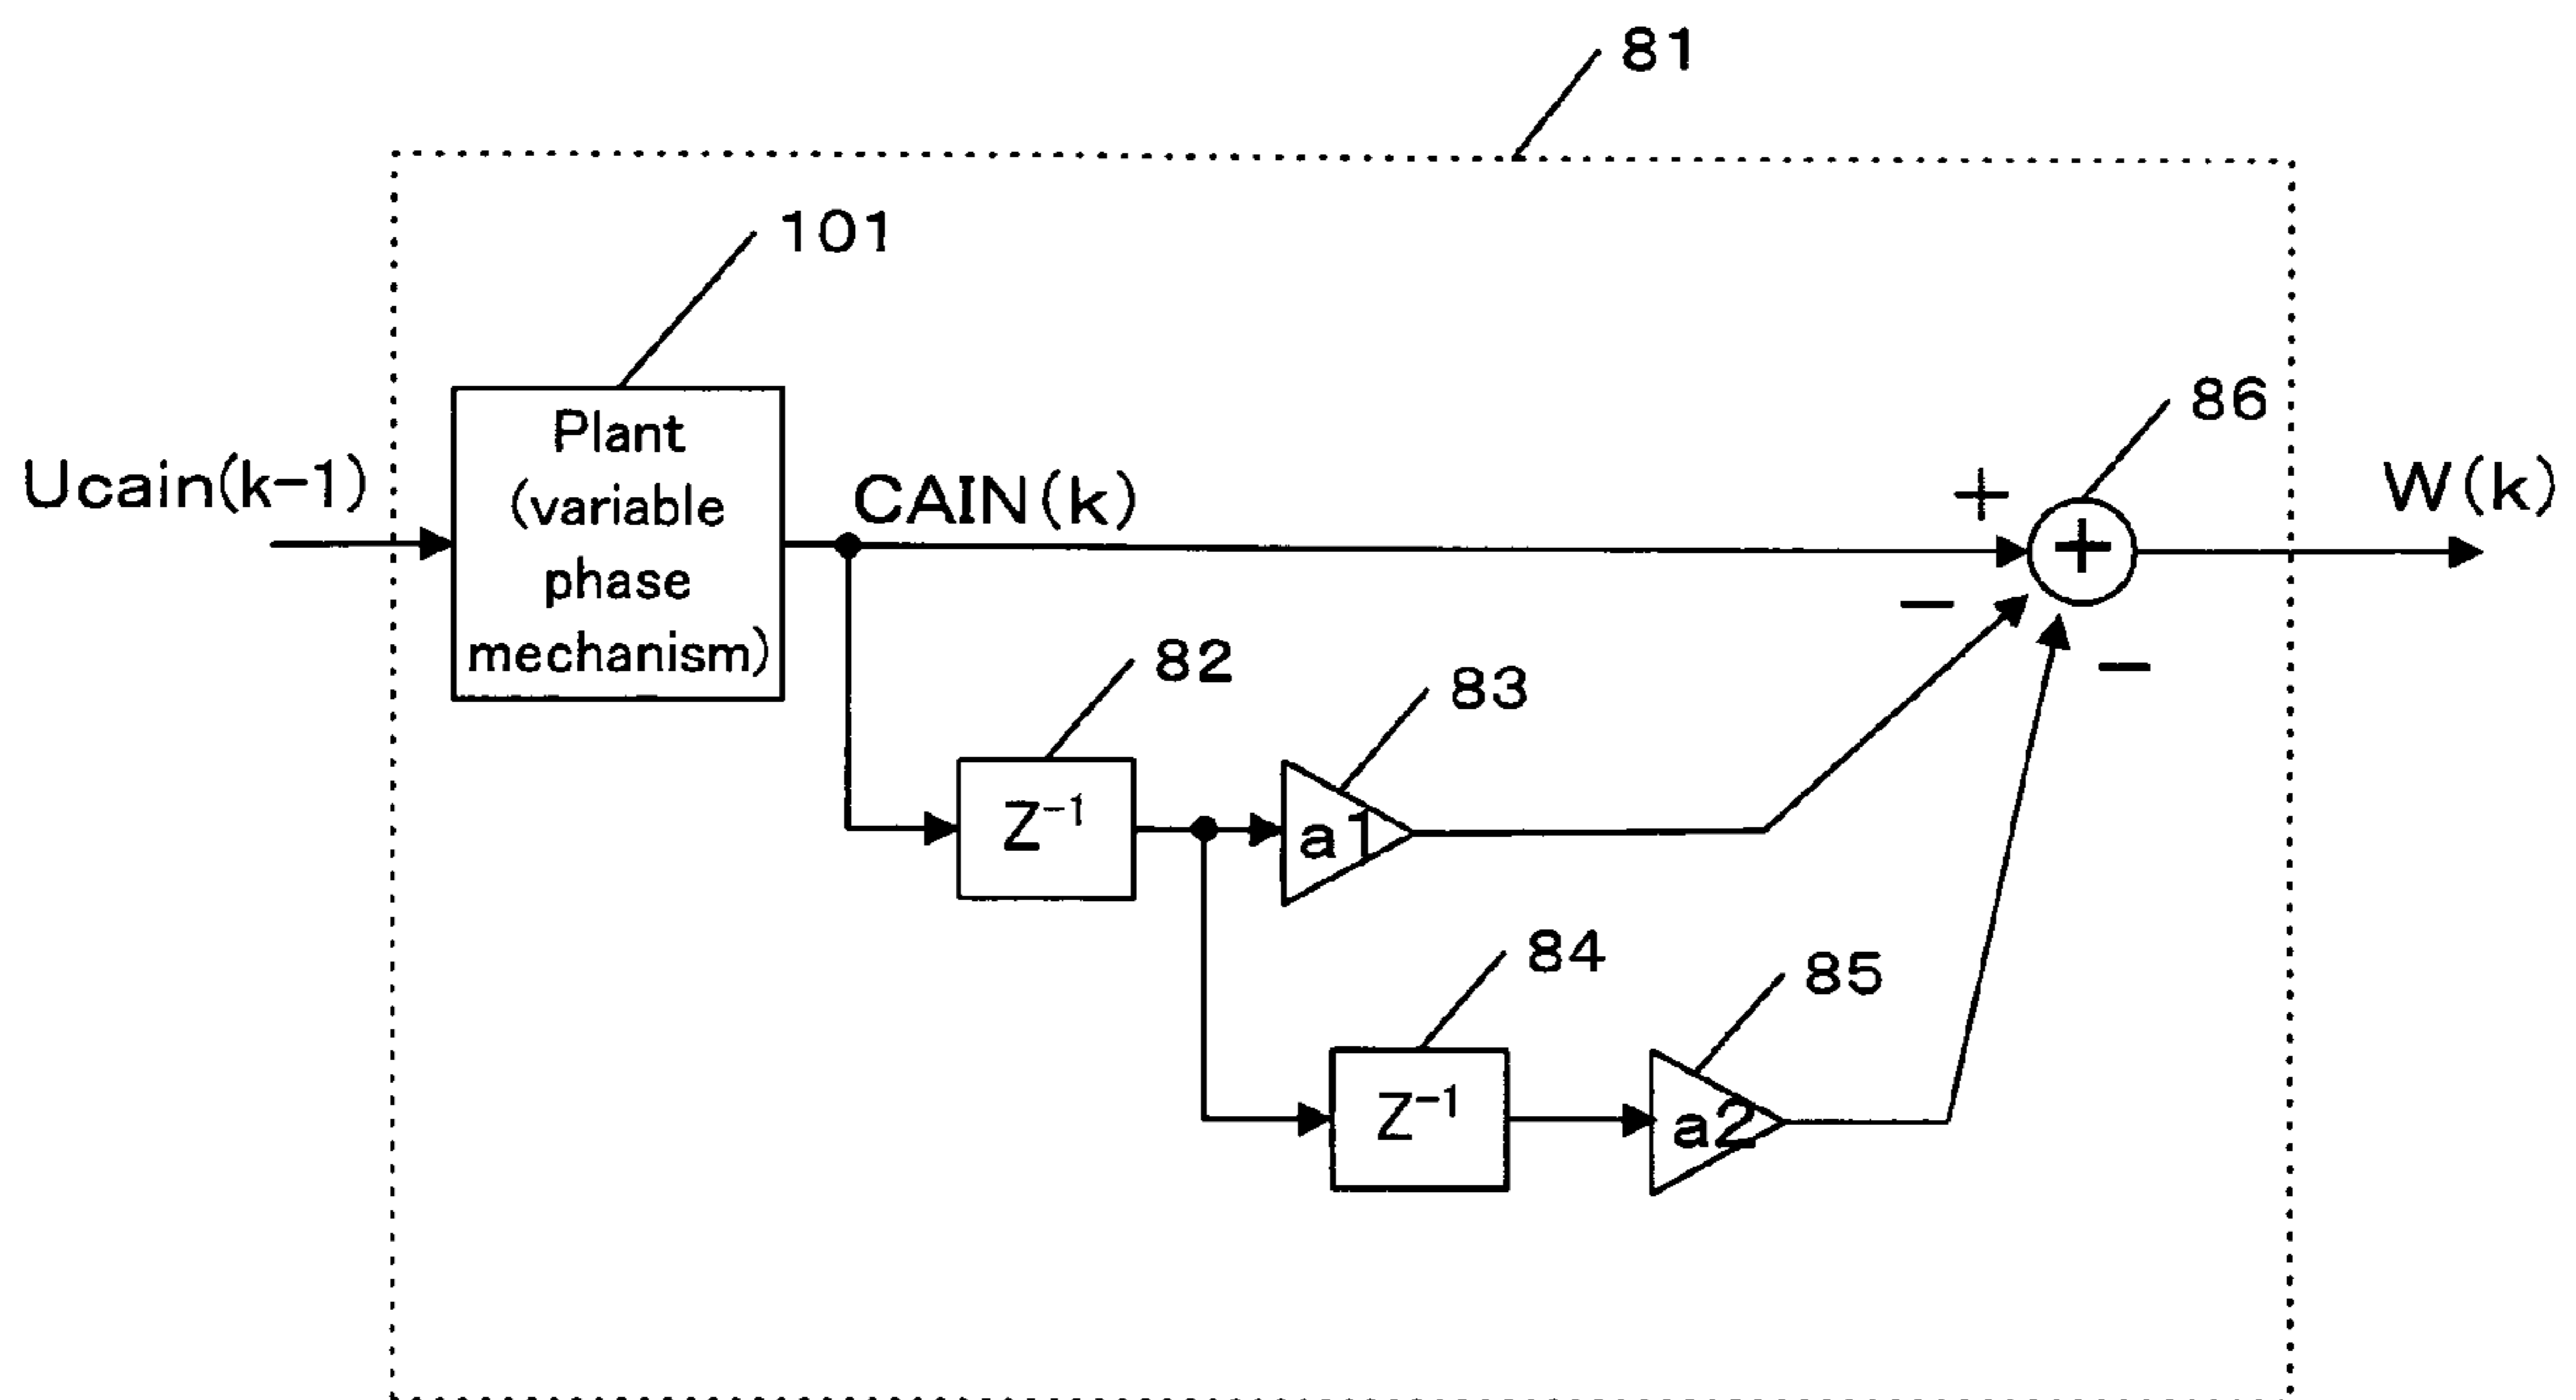 81
101
Plant
(variable
phase
mechanism)
86
Ucain(k-1)
CAIN(k)
+
+
W(k)
−
−
82
83
Z⁻¹
a1
84
85
Z⁻¹
a2